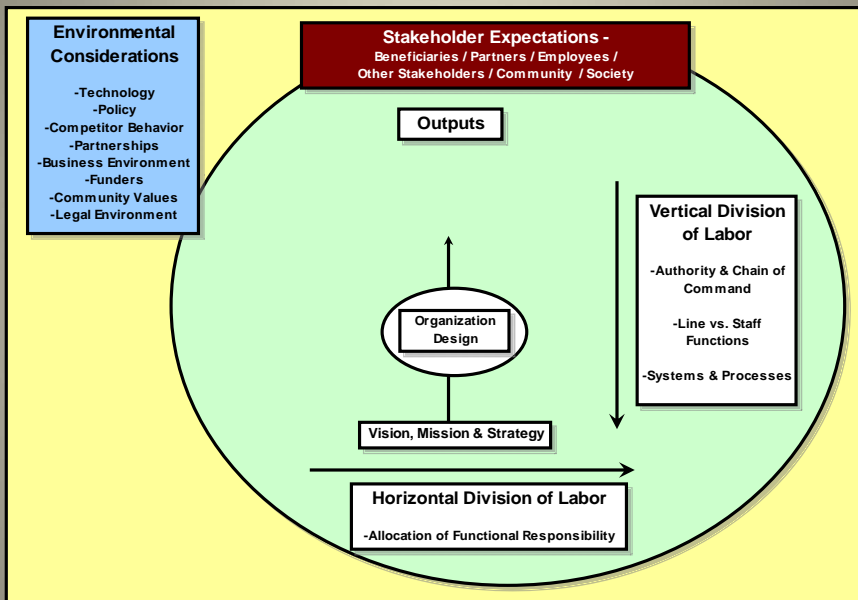 Environmental
Considerations
-Technology
-Policy
-Competitor Behavior
-Partnerships
-Business Environment
-Funders
-Community Values
-Legal Environment
Stakeholder Expectations -
Beneficiaries / Partners / Employees /
Other Stakeholders / Community / Society
Outputs
Vertical Division
of Labor
-Authority & Chain of
Command
-Line vs. Staff
Functions
-Systems & Processes
Organization
Design
Vision, Mission & Strategy
Horizontal Division of Labor
-Allocation of Functional Responsibility